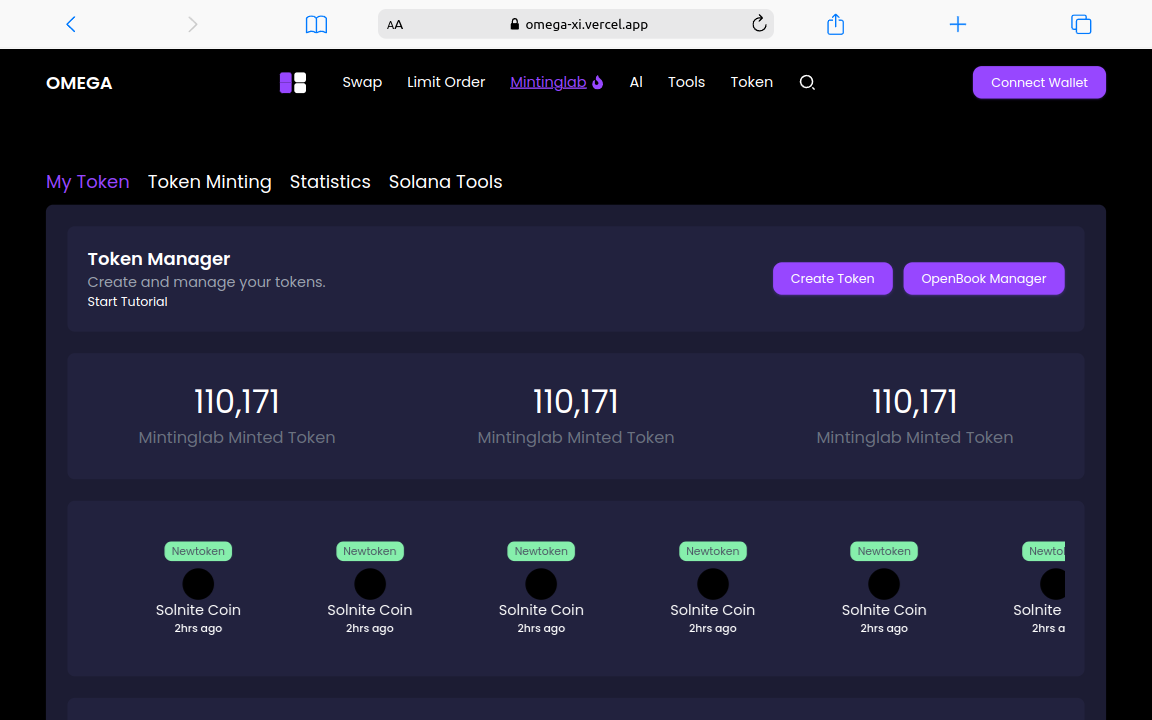 AA omega-xi.vercel.app
OMEGA Swap Limit Order Mintinglab AI Tools Token Connect Wallet
My Token Token Minting Statistics Solana Tools
Token Manager
Create and manage your tokens.
Start Tutorial
Create Token OpenBook Manager
110,171 110,171 110,171
Mintinglab Minted Token Mintinglab Minted Token Mintinglab Minted Token
Newtoken Newtoken Newtoken Newtoken Newtoken Newto
Solnite Coin Solnite Coin Solnite Coin Solnite Coin Solnite Coin Solnite
2hrs ago 2hrs ago 2hrs ago 2hrs ago 2hrs ago 2hrs a